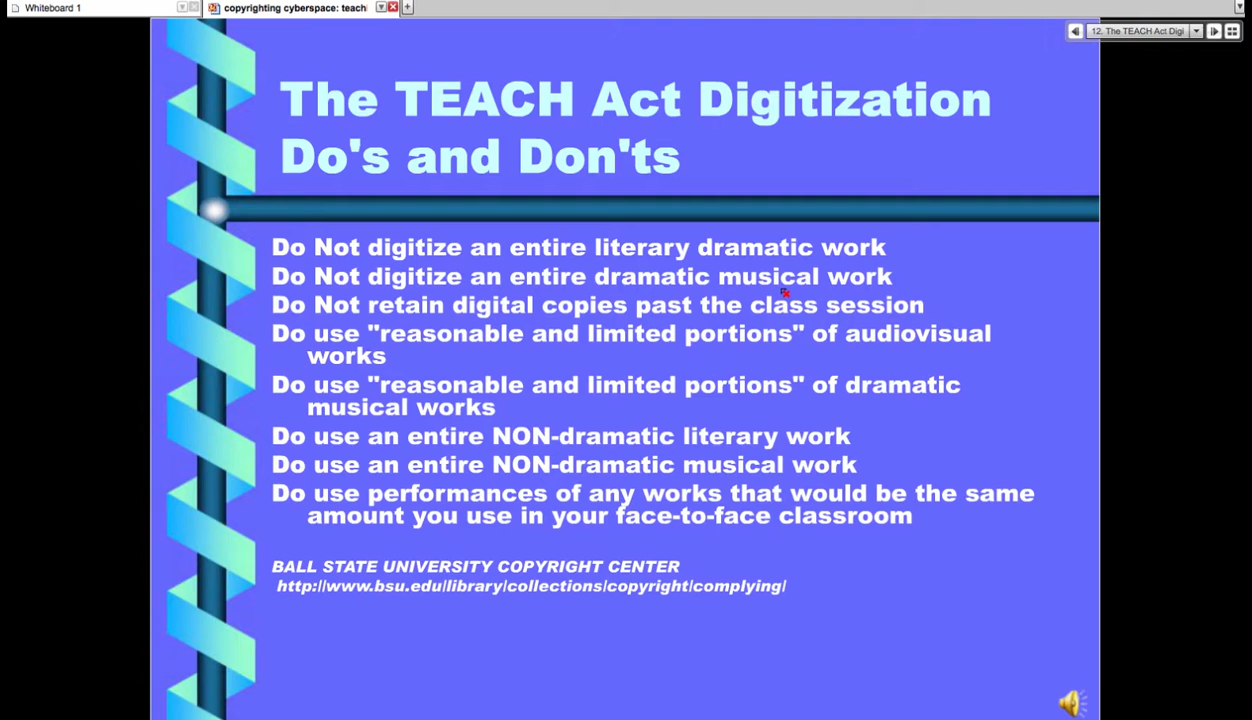 Whiteboard 1
copyrighting cyberspace: teach
12. The TEACH Act Digi
The TEACH Act Digitization
Do's and Don'ts
Do Not digitize an entire literary dramatic work
Do Not digitize an entire dramatic musical work
Do Not retain digital copies past the class session
Do use "reasonable and limited portions" of audiovisual
works
Do use "reasonable and limited portions" of dramatic
musical works
Do use an entire NON-dramatic literary work
Do use an entire NON-dramatic musical work
Do use performances of any works that would be the same
amount you use in your face-to-face classroom
BALL STATE UNIVERSITY COPYRIGHT CENTER
http://www.bsu.edu/library/collections/copyright/complying/